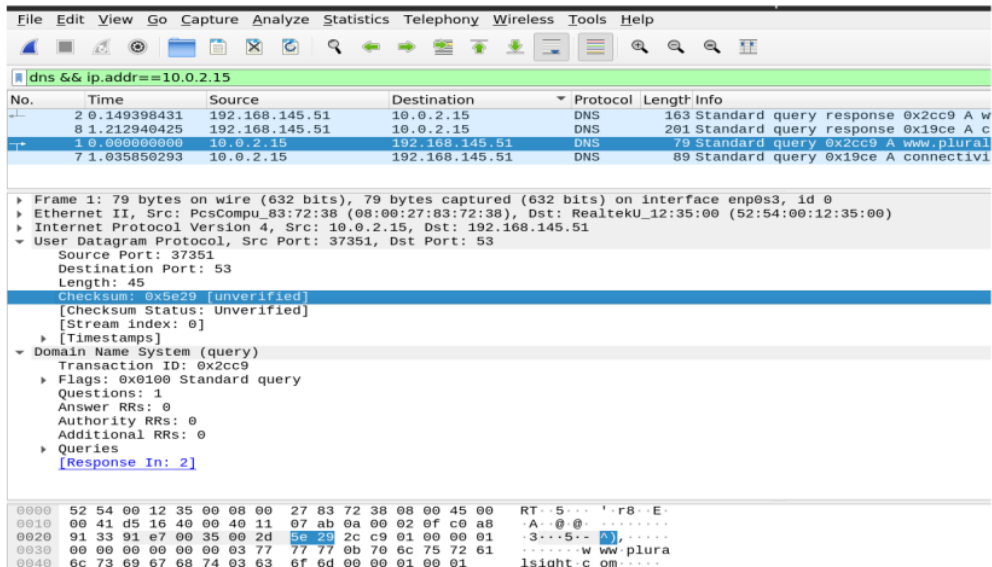 File Edit View Go Capture Analyze Statistics Telephony Wireless Tools Help
dns && ip.addr==10.0.2.15
No. Time Source Destination Protocol Length Info
2 0.149398431 192.168.145.51 10.0.2.15 DNS 163 Standard query response 0x2cc9 A w
8 1.212940425 192.168.145.51 10.0.2.15 DNS 201 Standard query response 0x19ce A c
1 0.000000000 10.0.2.15 192.168.145.51 DNS 79 Standard query 0x2cc9 A www.plural
7 1.035850293 10.0.2.15 192.168.145.51 DNS 89 Standard query 0x19ce A connectivi
Frame 1: 79 bytes on wire (632 bits), 79 bytes captured (632 bits) on interface enp0s3, id 0
Ethernet II, Src: PcsCompu_83:72:38 (08:00:27:83:72:38), Dst: RealtekU_12:35:00 (52:54:00:12:35:00)
Internet Protocol Version 4, Src: 10.0.2.15, Dst: 192.168.145.51
User Datagram Protocol, Src Port: 37351, Dst Port: 53
Source Port: 37351
Destination Port: 53
Length: 45
Checksum: 0x5e29 [unverified]
[Checksum Status: Unverified]
[Stream index: 0]
[Timestamps]
Domain Name System (query)
Transaction ID: 0x2cc9
Flags: 0x0100 Standard query
Questions: 1
Answer RRs: 0
Authority RRs: 0
Additional RRs: 0
Queries
[Response In: 2]
0000 52 54 00 12 35 00 08 00 27 83 72 38 08 00 45 00 RT··5··· '·r8··E·
0010 00 41 d5 16 40 00 40 11 07 ab 0a 00 02 0f c0 a8 ·A··@·@· ········
0020 91 33 91 e7 00 35 00 2d 5e 29 2c c9 01 00 00 01 ·3···5·- ^),·····
0030 00 00 00 00 00 00 03 77 77 77 0b 70 6c 75 72 61 ·······w ww·plura
0040 6c 73 69 67 68 74 03 63 6f 6d 00 00 01 00 01 lsight·c om·····